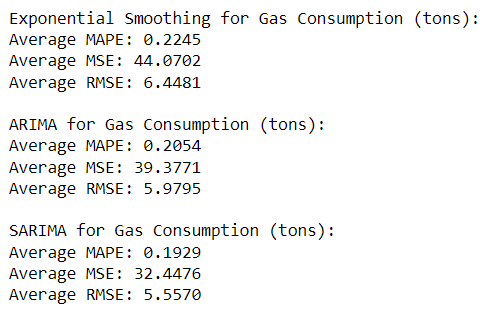 Exponential Smoothing for Gas Consumption (tons):
Average MAPE: 0.2245
Average MSE: 44.0702
Average RMSE: 6.4481
ARIMA for Gas Consumption (tons):
Average MAPE: 0.2054
Average MSE: 39.3771
Average RMSE: 5.9795
SARIMA for Gas Consumption (tons):
Average MAPE: 0.1929
Average MSE: 32.4476
Average RMSE: 5.5570